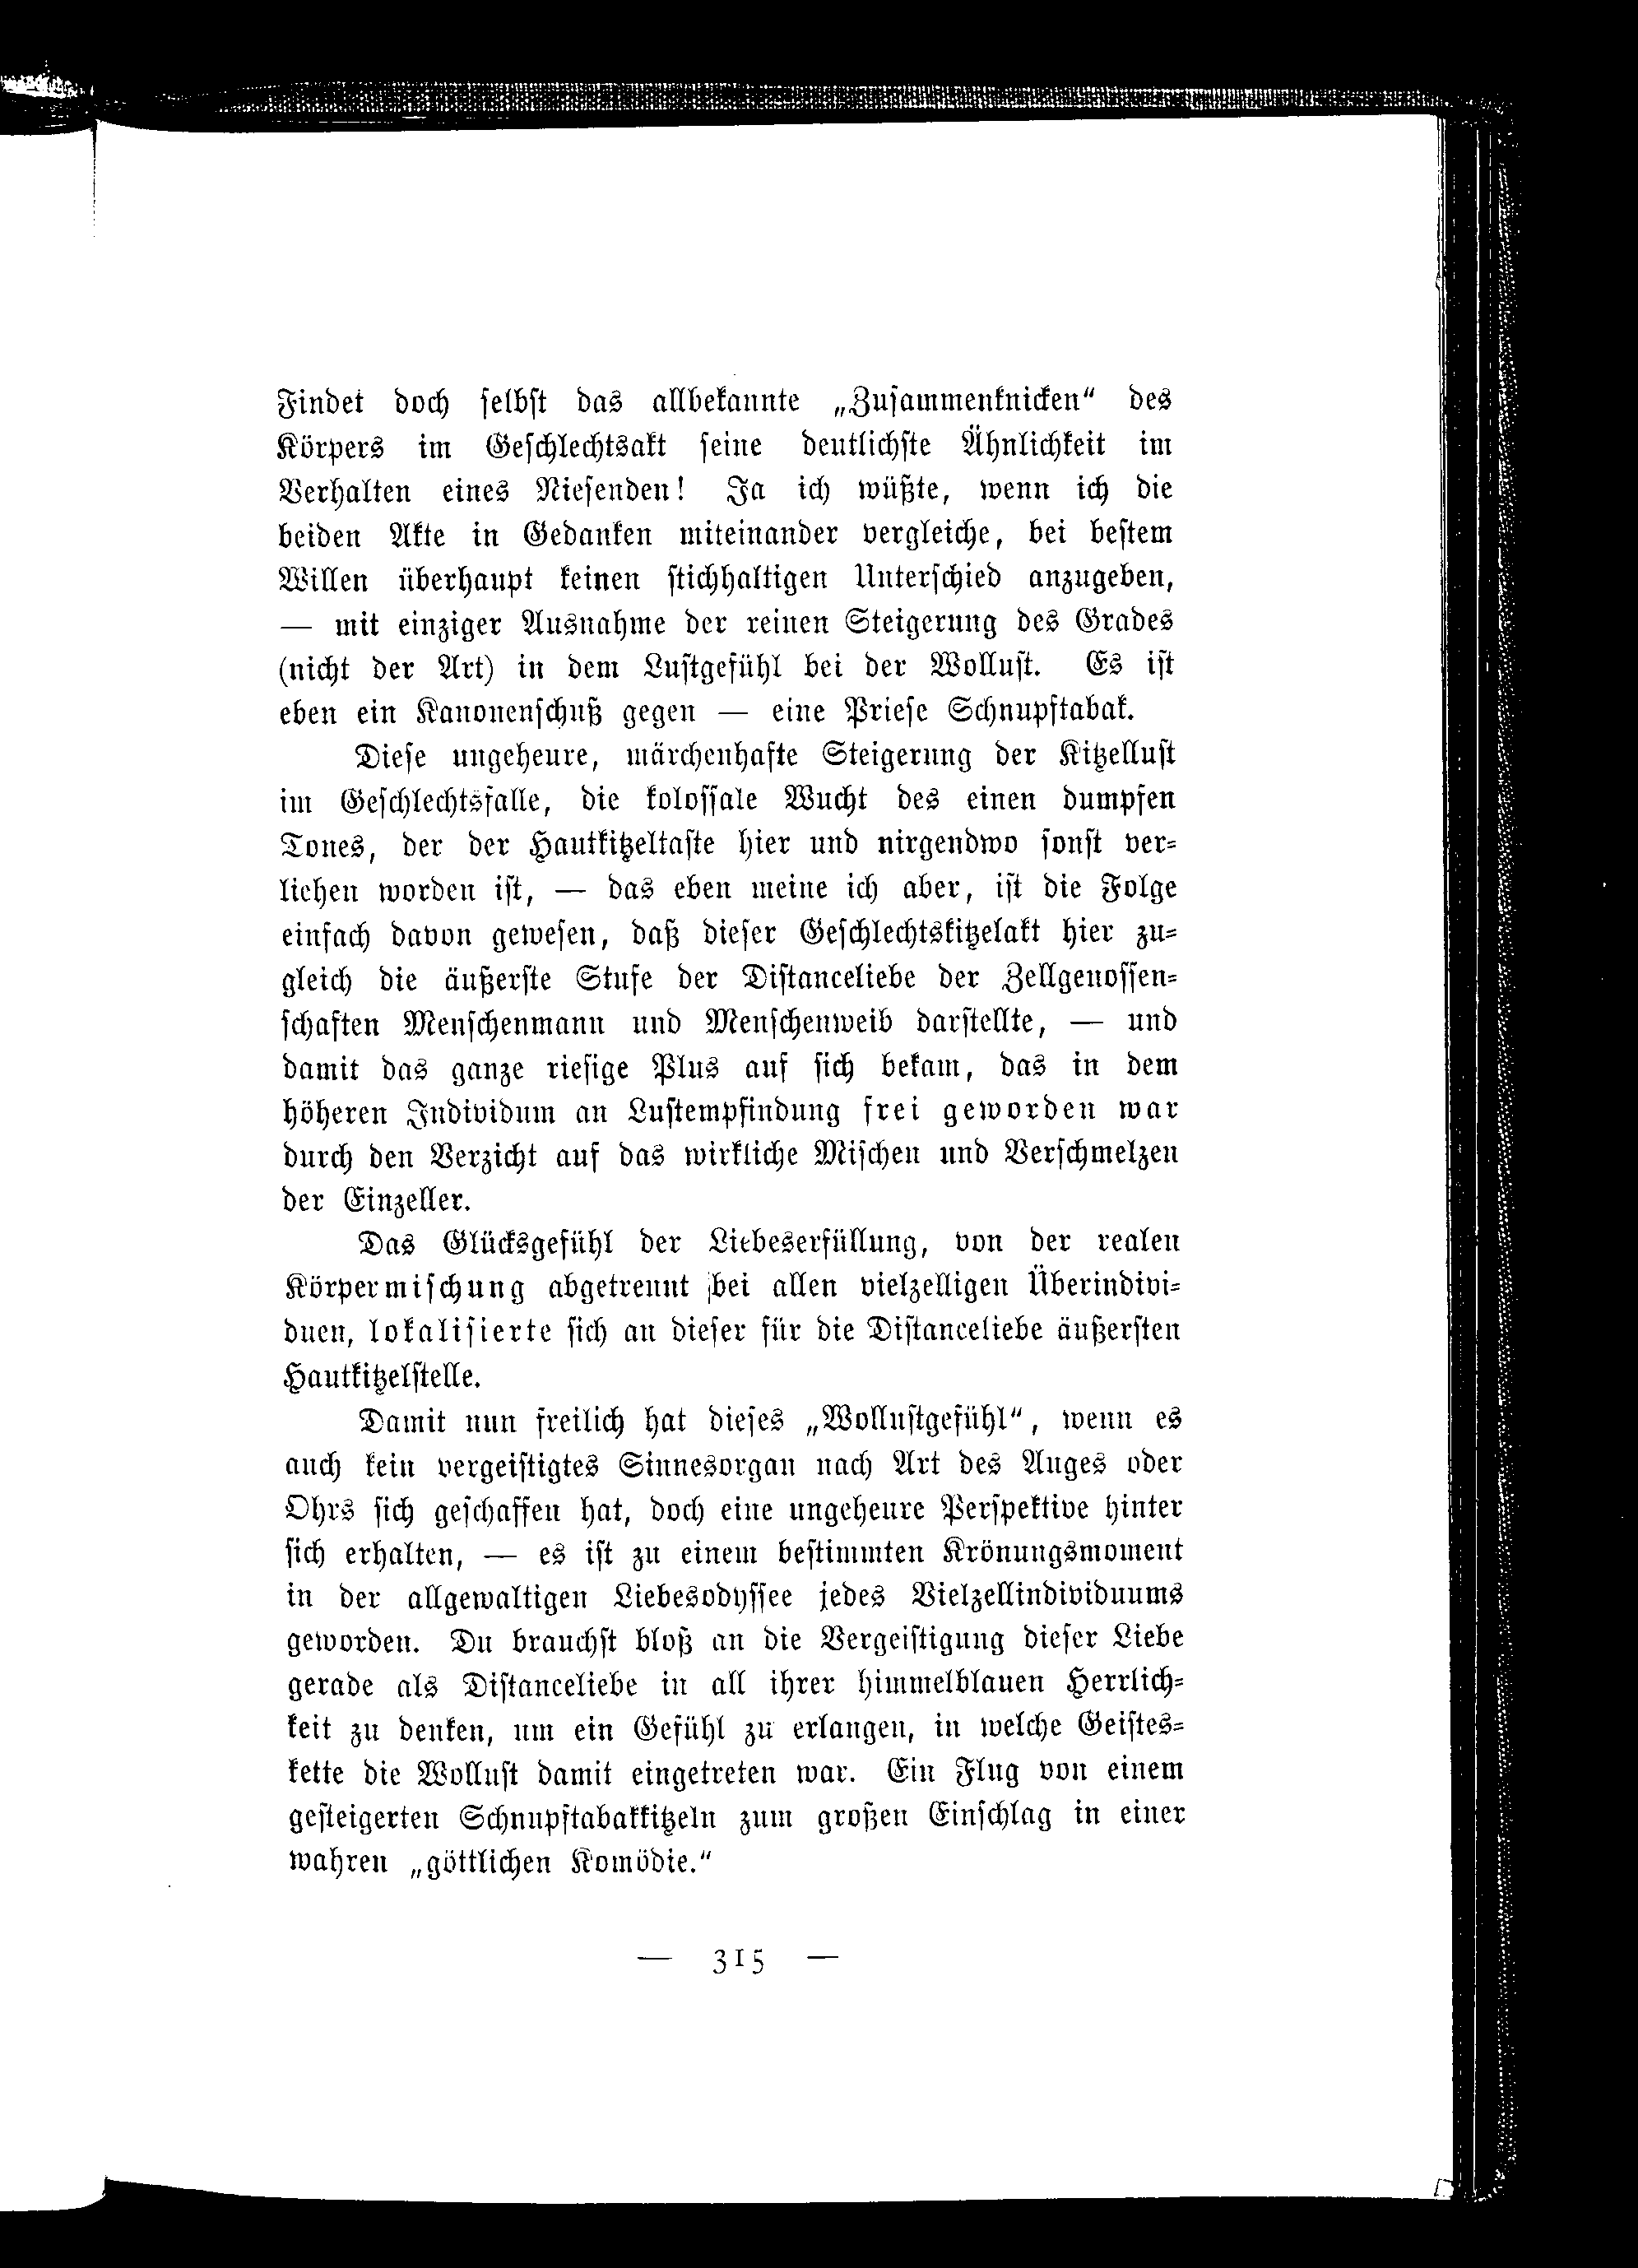 Findet doch selbst das allbekannte „Zusammenknicken“ des
Körpers im Geschlechtsakt seine deutlichste Ähnlichkeit im
Verhalten eines Niesenden! Ja ich wüßte, wenn ich die
beiden Akte in Gedanken miteinander vergleiche, bei bestem
Willen überhaupt keinen stichhaltigen Unterschied anzugeben,
— mit einziger Ausnahme der reinen Steigerung des Grades
(nicht der Art) in dem Lustgefühl bei der Wollust. Es ist
eben ein Kanonenschuß gegen — eine Priese Schnupftabak.
Diese ungeheure, märchenhafte Steigerung der Kitzellust
im Geschlechtsfalle, die kolossale Wucht des einen dumpfen
Tones, der der Hautkitzeltaste hier und nirgendwo sonst ver-
liehen worden ist, — das eben meine ich aber, ist die Folge
einfach davon gewesen, daß dieser Geschlechtskitzelakt hier zu-
gleich die äußerste Stufe der Distanceliebe der Zellgenossen-
schaften Menschenmann und Menschenweib darstellte, — und
damit das ganze riesige Plus auf sich bekam, das in dem
höheren Individum an Lustempfindung frei geworden war
durch den Verzicht auf das wirkliche Mischen und Verschmelzen
der Einzeller.
Das Glücksgefühl der Liebeserfüllung, von der realen
Körpermischung abgetrennt bei allen vielzelligen Überindivi-
duen, lokalisierte sich an dieser für die Distanceliebe äußersten
Hautkitzelstelle.
Damit nun freilich hat dieses „Wollustgefühl“, wenn es
auch kein vergeistigtes Sinnesorgan nach Art des Auges oder
Ohrs sich geschaffen hat, doch eine ungeheure Perspektive hinter
sich erhalten, — es ist zu einem bestimmten Krönungsmoment
in der allgewaltigen Liebesodyssee jedes Vielzellindividuums
geworden. Du brauchst bloß an die Vergeistigung dieser Liebe
gerade als Distanceliebe in all ihrer himmelblauen Herrlich-
keit zu denken, um ein Gefühl zu erlangen, in welche Geistes-
kette die Wollust damit eingetreten war. Ein Flug von einem
gesteigerten Schnupftabakkitzeln zum großen Einschlag in einer
wahren „göttlichen Komödie.“
— 315 —